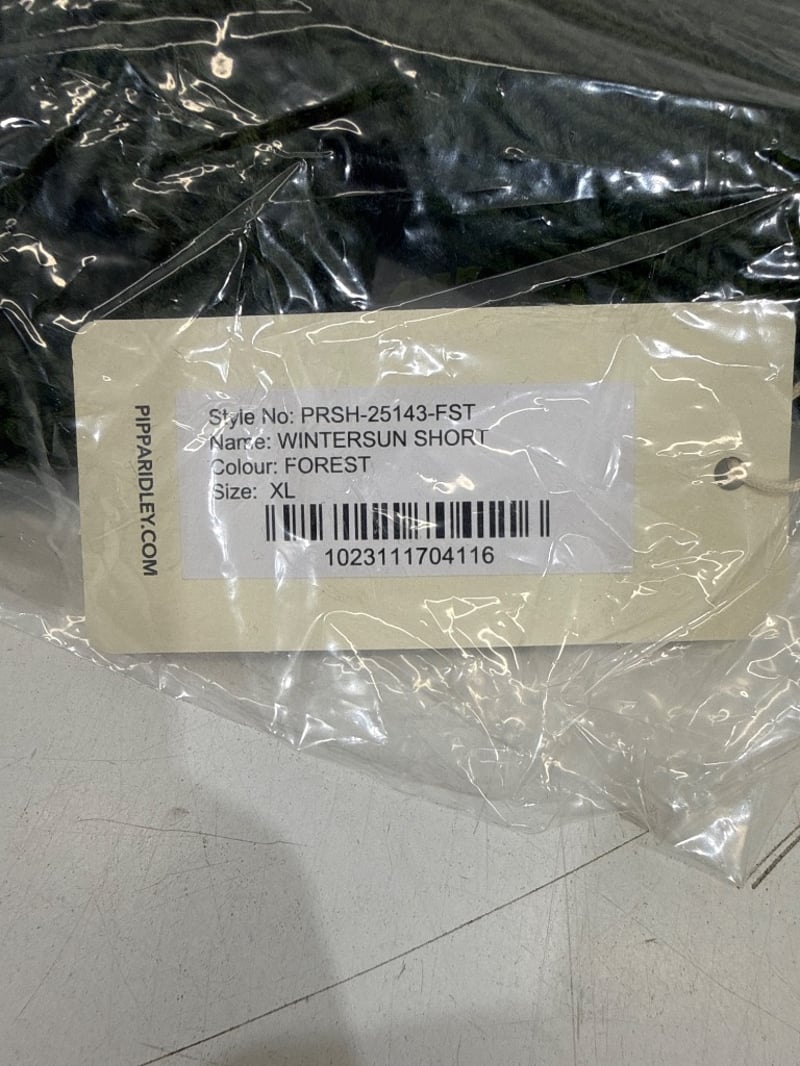 PIPPARIDLEY.COM
Style No: PRSH-25143-FST
Name: WINTERSUN SHORT
Colour: FOREST
Size: XL
1023111704116